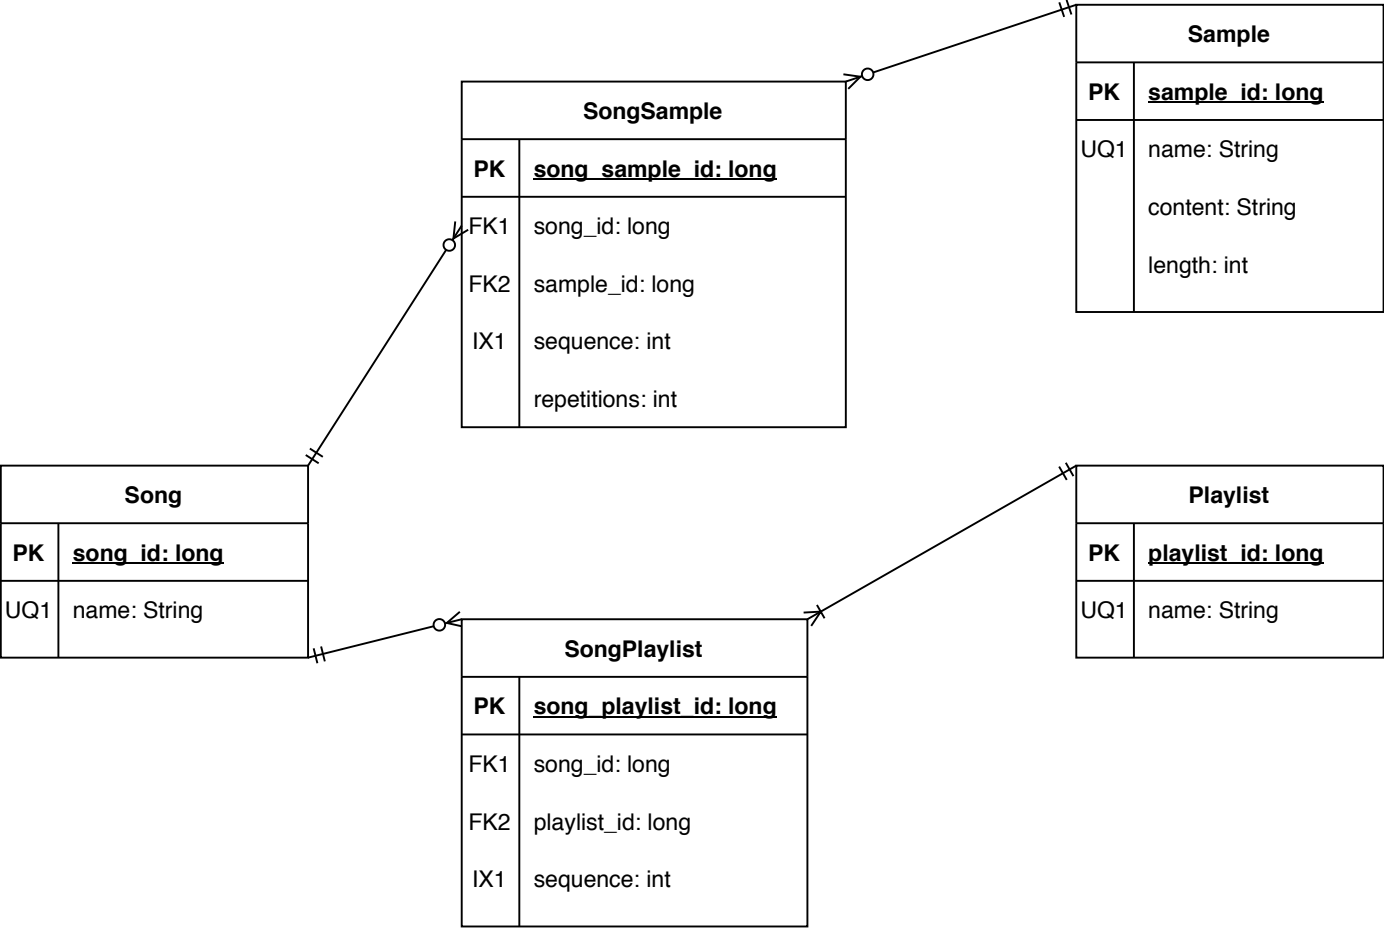 Sample
PK sample_id: long
UQ1 name: String
content: String
length: int
SongSample
PK song_sample_id: long
FK1 song_id: long
FK2 sample_id: long
IX1 sequence: int
repetitions: int
Song
PK song_id: long
UQ1 name: String
Playlist
PK playlist_id: long
UQ1 name: String
SongPlaylist
PK song_playlist_id: long
FK1 song_id: long
FK2 playlist_id: long
IX1 sequence: int